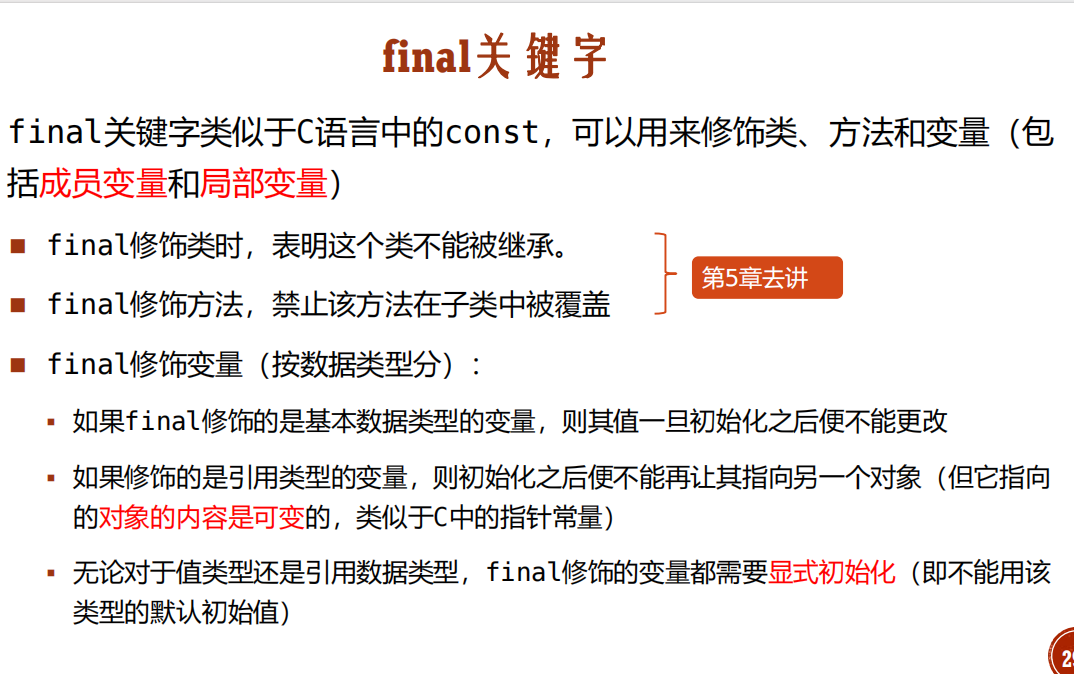 final关键字
final关键字类似于C语言中的const，可以用来修饰类、方法和变量（包
括成员变量和局部变量）
final修饰类时，表明这个类不能被继承。
第5章去讲
final修饰方法，禁止该方法在子类中被覆盖
final修饰变量（按数据类型分）：
如果final修饰的是基本数据类型的变量，则其值一旦初始化之后便不能更改
如果修饰的是引用类型的变量，则初始化之后便不能再让其指向另一个对象（但它指向
的对象的内容是可变的，类似于C中的指针常量）
无论对于值类型还是引用数据类型，final修饰的变量都需要显式初始化（即不能用该
类型的默认初始值）